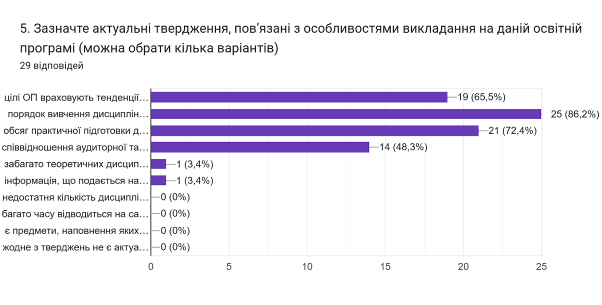 5. Зазначте актуальні твердження, пов’язані з особливостями викладання на даній освітній
програмі (можна обрати кілька варіантів)
29 відповідей
цілі ОП враховують тенденції… 19 (65,5%)
порядок вивчення дисциплін… 25 (86,2%)
обсяг практичної підготовки д… 21 (72,4%)
співвідношення аудиторної та… 14 (48,3%)
забагато теоретичних дисцип… 1 (3,4%)
інформація, що подається на… 1 (3,4%)
недостатня кількість дисциплі… 0 (0%)
багато часу відводиться на са… 0 (0%)
є предмети, наповнення яких… 0 (0%)
жодне з тверджень не є актуа… 0 (0%)
0 5 10 15 20 25